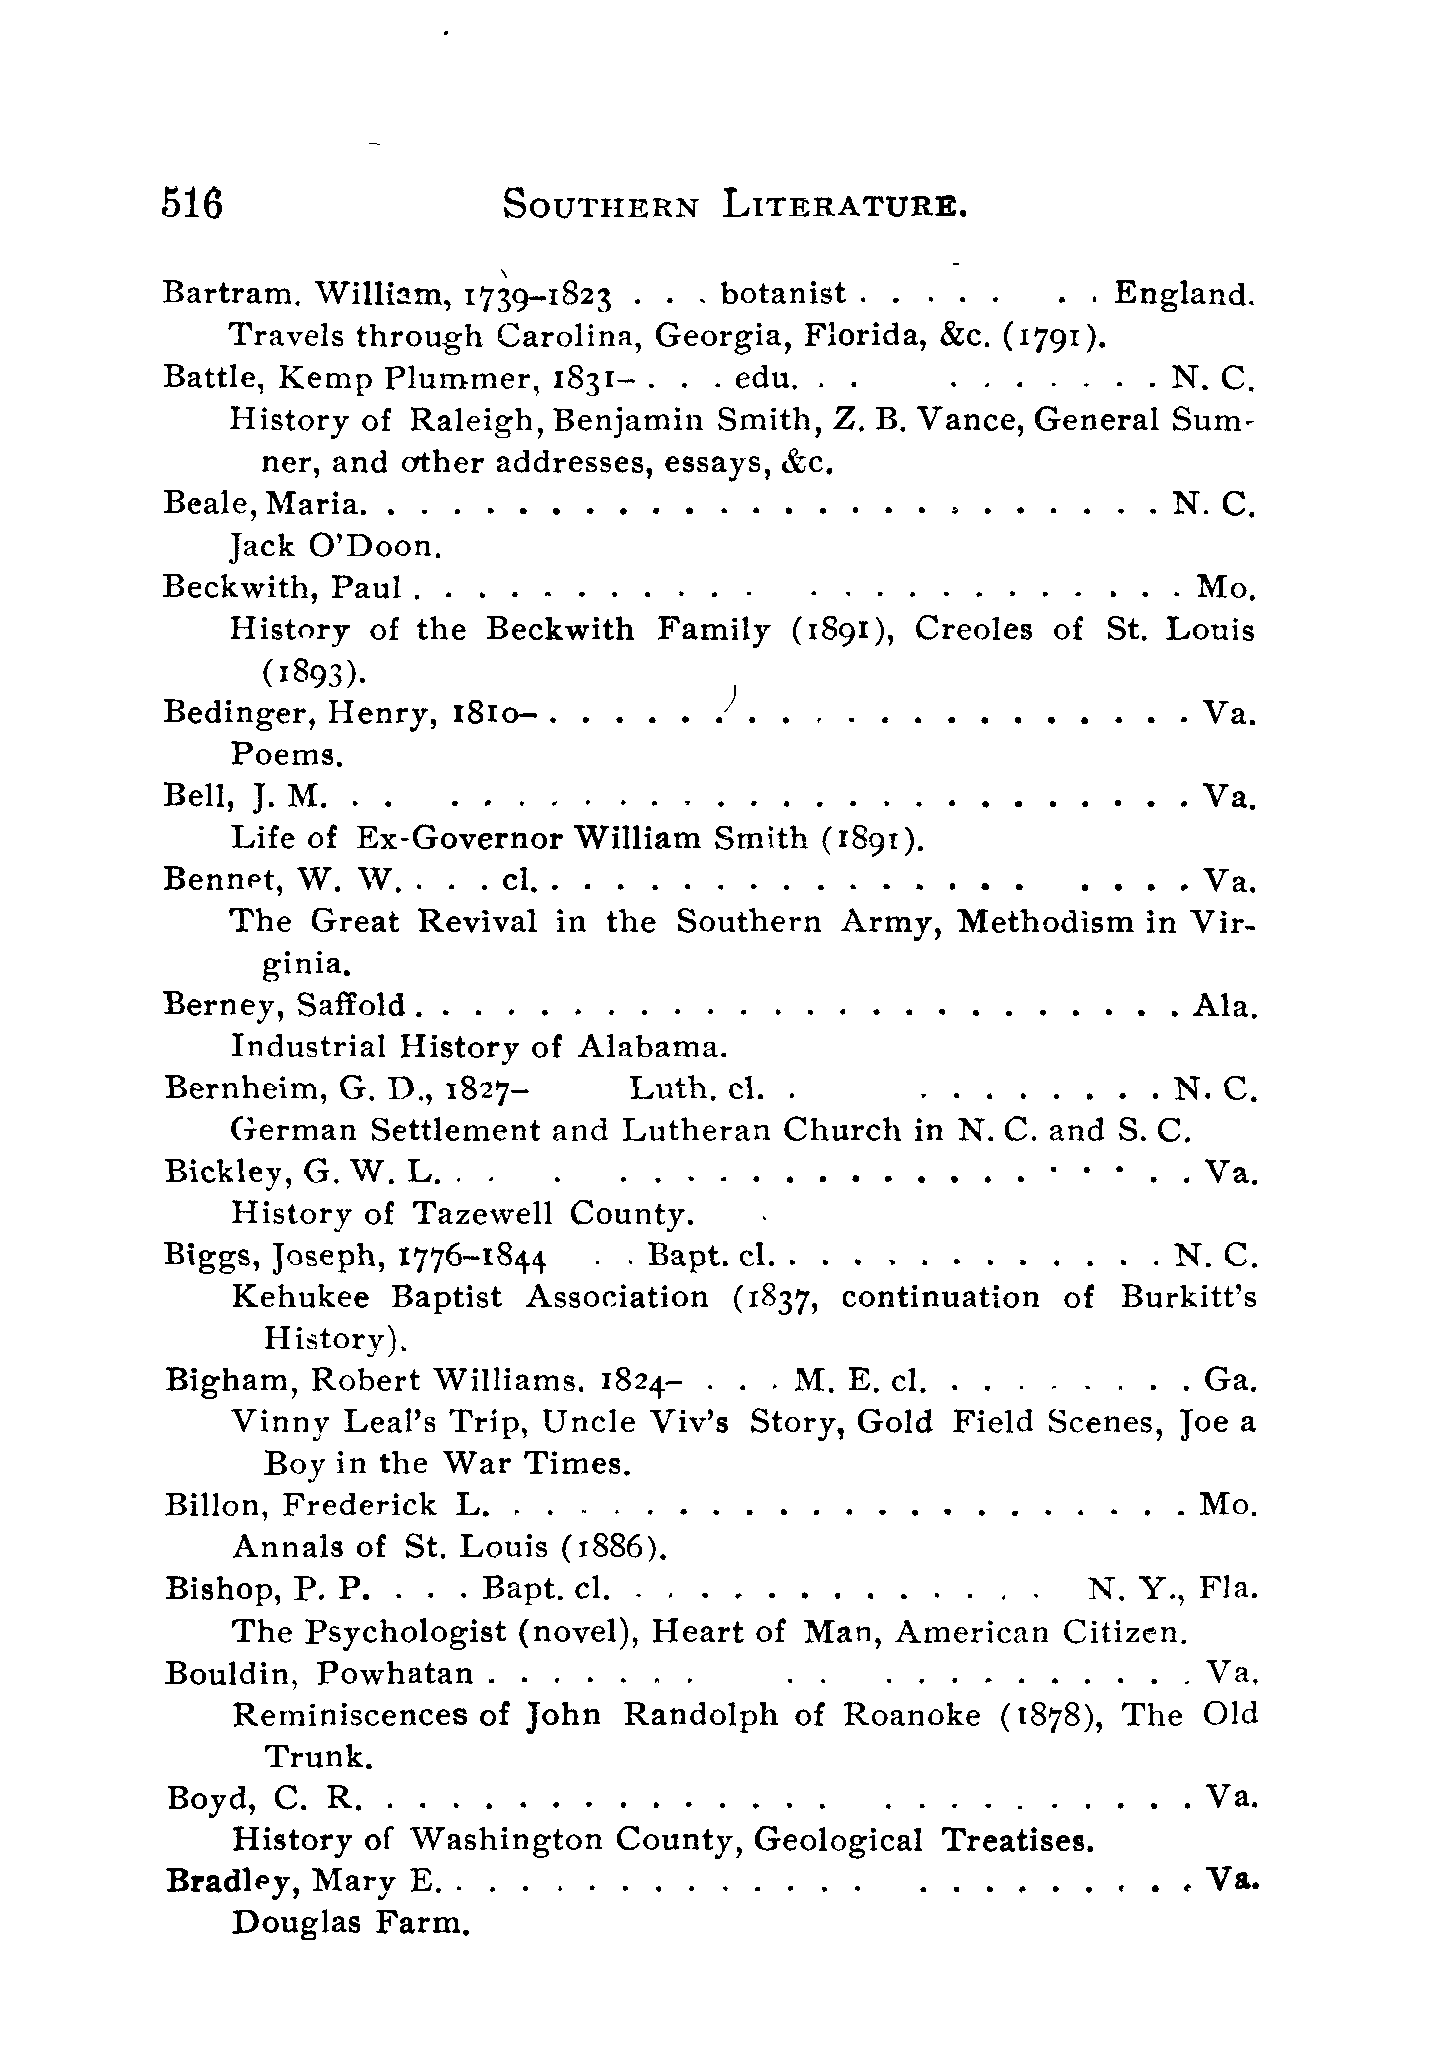 516 SOUTHERN LITERATURE.
Bartram. William, 1739–1823 . . . botanist . . . . . . . England.
Travels through Carolina, Georgia, Florida, &c. (1791).
Battle, Kemp Plummer, 1831– . . . edu. . . . . . . . . . N. C.
History of Raleigh, Benjamin Smith, Z. B. Vance, General Sum-
ner, and other addresses, essays, &c.
Beale, Maria. . . . . . . . . . . . . . . . . . . . . . . . . N. C.
Jack O'Doon.
Beckwith, Paul . . . . . . . . . . . . . . . . . . . . . . . Mo.
History of the Beckwith Family (1891), Creoles of St. Louis
(1893).
Bedinger, Henry, 1810– . . . . . . . . . . . . . . . . . . . . Va.
Poems.
Bell, J. M. . . . . . . . . . . . . . . . . . . . . . . . . . Va.
Life of Ex-Governor William Smith (1891).
Bennet, W. W. . . . . cl. . . . . . . . . . . . . . . . . . . . Va.
The Great Revival in the Southern Army, Methodism in Vir-
ginia.
Berney, Saffold . . . . . . . . . . . . . . . . . . . . . . . . Ala.
Industrial History of Alabama.
Bernheim, G. D., 1827– Luth. cl. . . . . . . . . . N. C.
German Settlement and Lutheran Church in N. C. and S. C.
Bickley, G. W. L. . . . . . . . . . . . . . . . . . . . . . Va.
History of Tazewell County.
Biggs, Joseph, 1776–1844 . . Bapt. cl. . . . . . . . . . . . . N. C.
Kehukee Baptist Association (1837, continuation of Burkitt's
History).
Bigham, Robert Williams. 1824– . . . M. E. cl. . . . . . . . . . Ga.
Vinny Leal's Trip, Uncle Viv's Story, Gold Field Scenes, Joe a
Boy in the War Times.
Billon, Frederick L. . . . . . . . . . . . . . . . . . . . . . . Mo.
Annals of St. Louis (1886).
Bishop, P. P. . . . . Bapt. cl. . . . . . . . . . . . . . . N. Y., Fla.
The Psychologist (novel), Heart of Man, American Citizen.
Bouldin, Powhatan . . . . . . . . . . . . . . . . . . . Va.
Reminiscences of John Randolph of Roanoke (1878), The Old
Trunk.
Boyd, C. R. . . . . . . . . . . . . . . . . . . . . . . . . . Va.
History of Washington County, Geological Treatises.
Bradley, Mary E. . . . . . . . . . . . . . . . . . . . . . . . Va.
Douglas Farm.